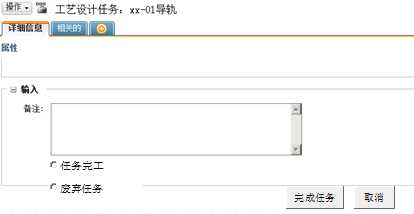 操作 工艺设计任务：xx-01导轨
详细信息 相关的
属性
输入
备注:
任务完工
废弃任务
完成任务 取消